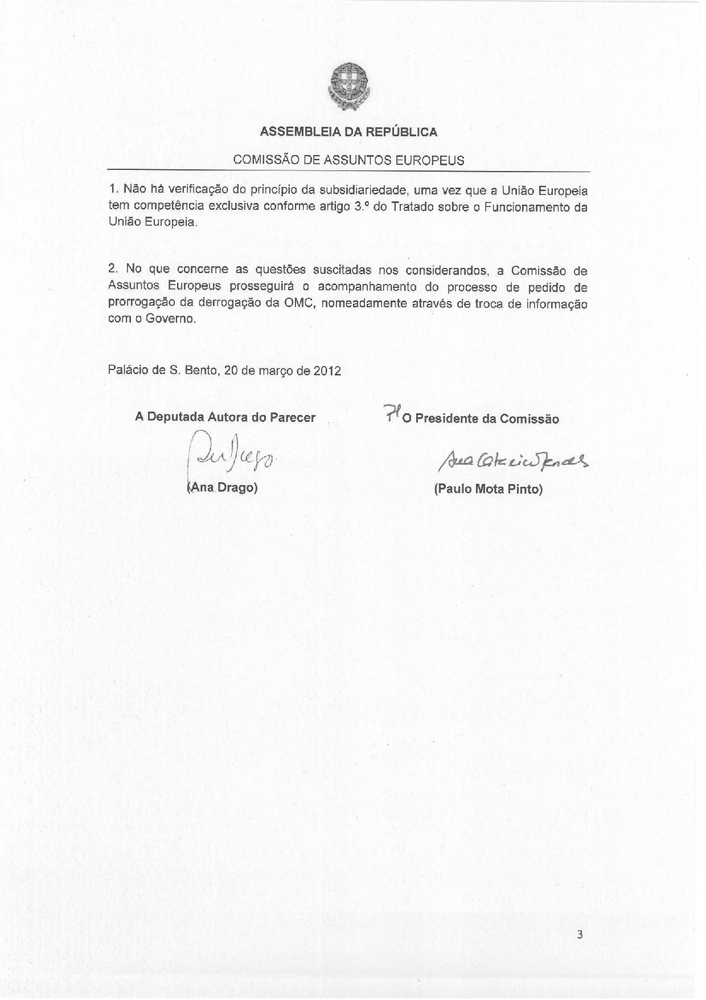 ASSEMBLEIA DA REPÚBLICA
COMISSÃO DE ASSUNTOS EUROPEUS
1. Não há verificação do princípio da subsidiariedade, uma vez que a União Europeia
tem competência exclusiva conforme artigo 3.º do Tratado sobre o Funcionamento da
União Europeia.
2. No que concerne as questões suscitadas nos considerandos, a Comissão de
Assuntos Europeus prosseguirá o acompanhamento do processo de pedido de
prorrogação da derrogação da OMC, nomeadamente através de troca de informação
com o Governo.
Palácio de S. Bento, 20 de março de 2012
A Deputada Autora do Parecer
O Presidente da Comissão
Ana
(Ana Drago)
(Paulo Mota Pinto)
3